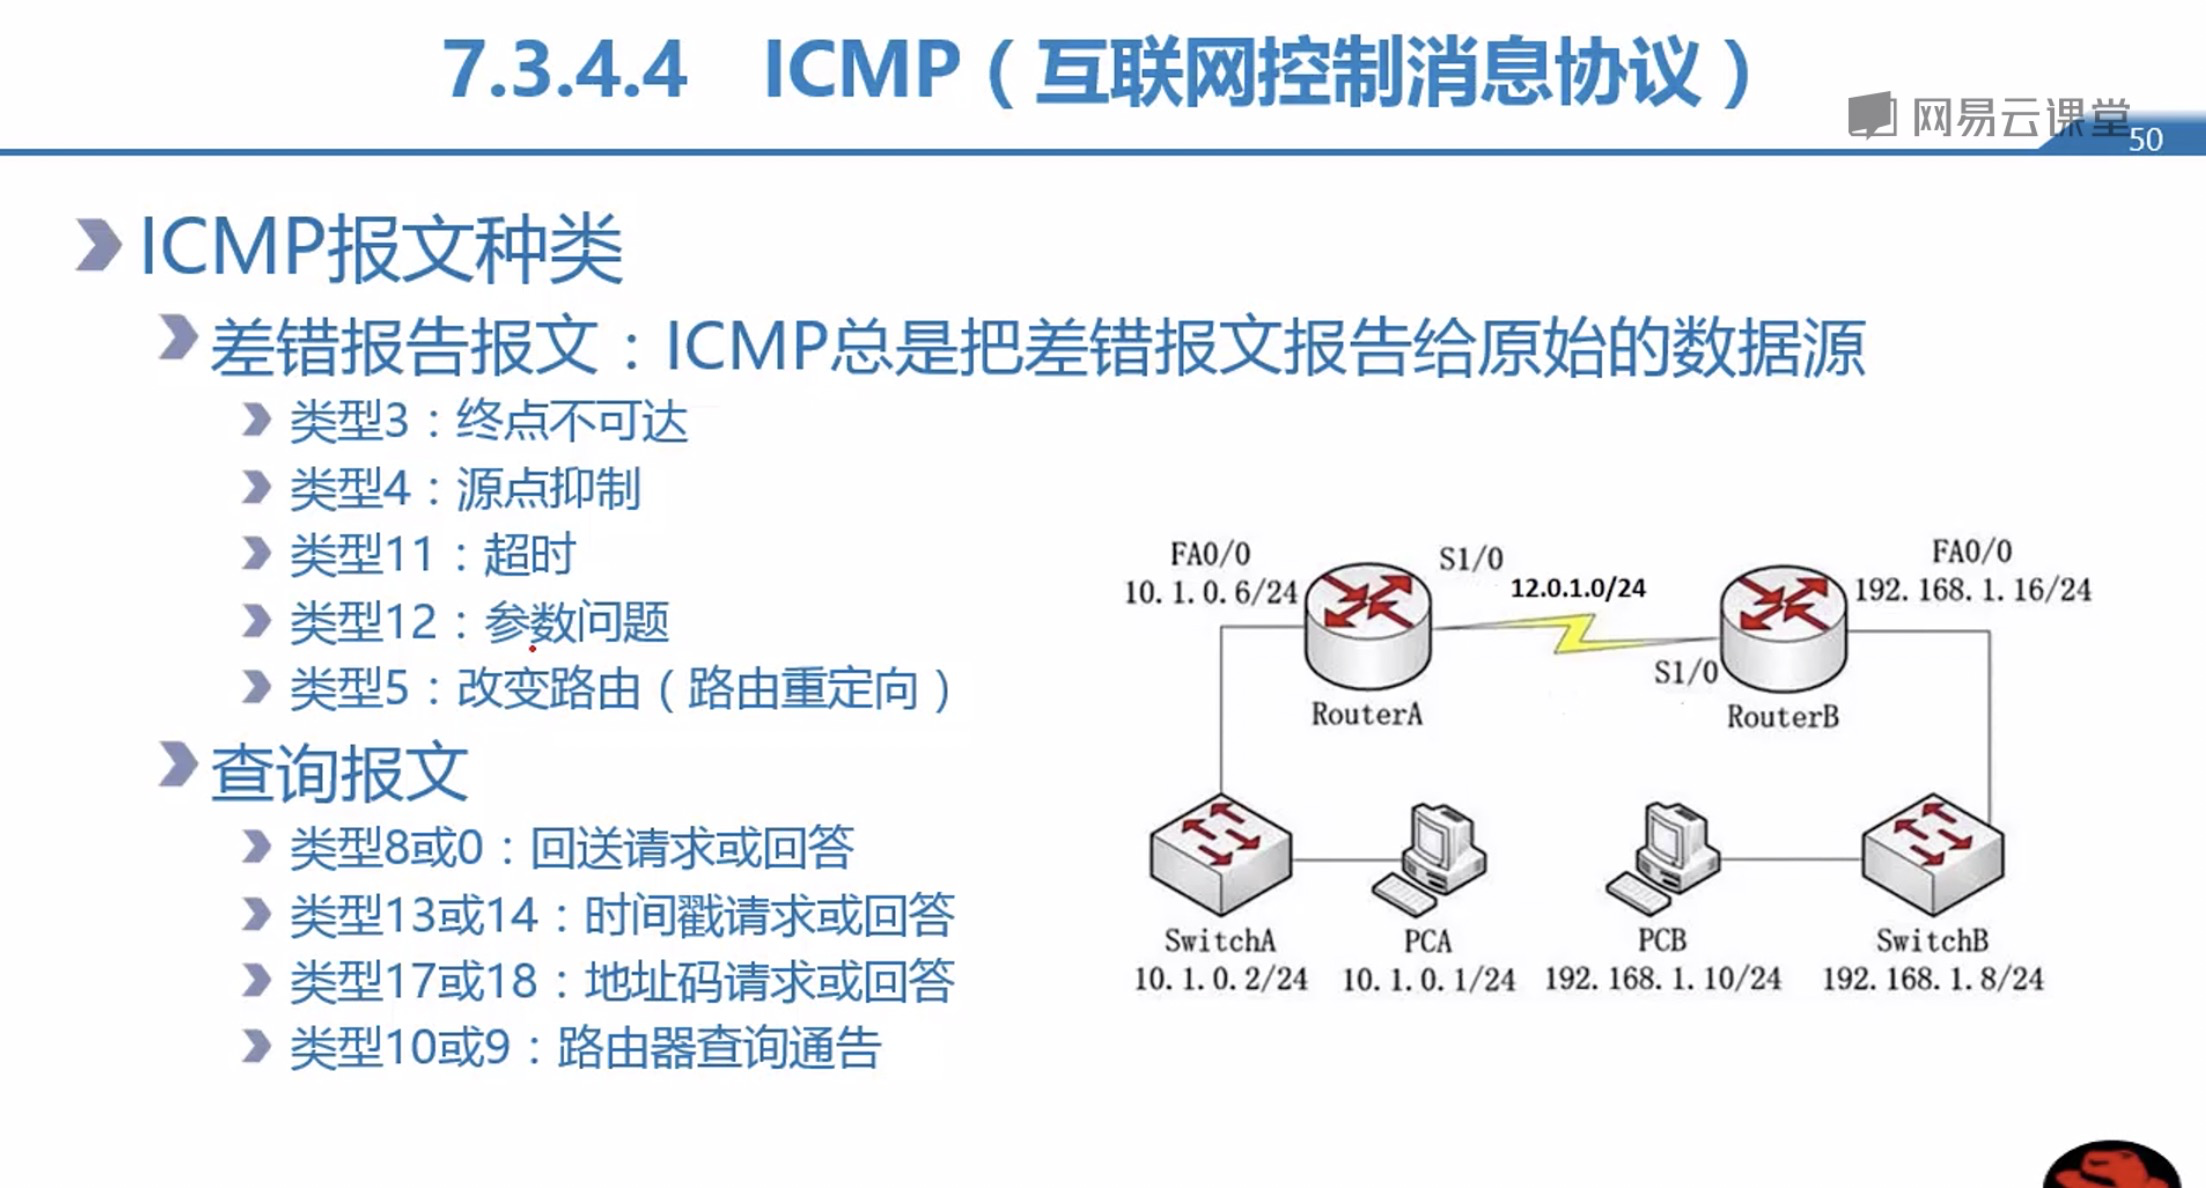 7.3.4.4 ICMP（互联网控制消息协议）
网易云课堂
50
ICMP报文种类
差错报告报文：ICMP总是把差错报文报告给原始的数据源
类型3：终点不可达
类型4：源点抑制
类型11：超时
类型12：参数问题
类型5：改变路由（路由重定向）
查询报文
类型8或0：回送请求或回答
类型13或14：时间戳请求或回答
类型17或18：地址码请求或回答
类型10或9：路由器查询通告
FA0/0
10.1.0.6/24
S1/0
12.0.1.0/24
FA0/0
192.168.1.16/24
S1/0
RouterA
RouterB
SwitchA
10.1.0.2/24
PCA
10.1.0.1/24
PCB
192.168.1.10/24
SwitchB
192.168.1.8/24